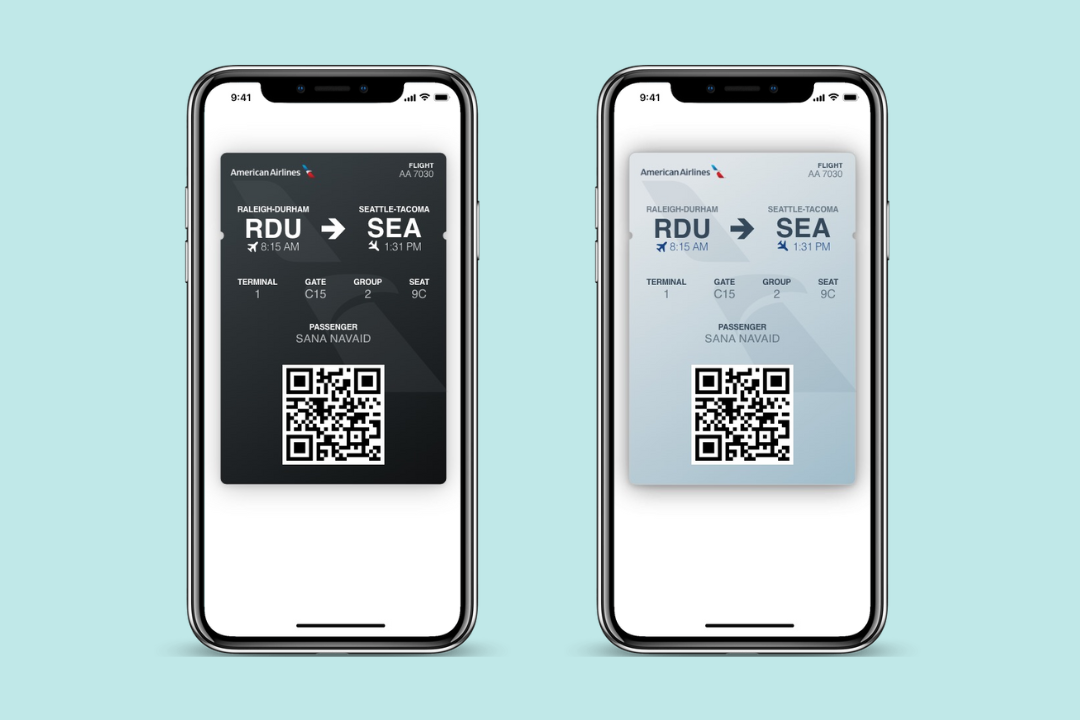 9:41
American Airlines
FLIGHT
AA 7030
RALEIGH-DURHAM SEATTLE-TACOMA
RDU SEA
8:15 AM 1:31 PM
TERMINAL GATE GROUP SEAT
1 C15 2 9C
PASSENGER
SANA NAVAID
9:41
American Airlines
FLIGHT
AA 7030
RALEIGH-DURHAM SEATTLE-TACOMA
RDU SEA
8:15 AM 1:31 PM
TERMINAL GATE GROUP SEAT
1 C15 2 9C
PASSENGER
SANA NAVAID